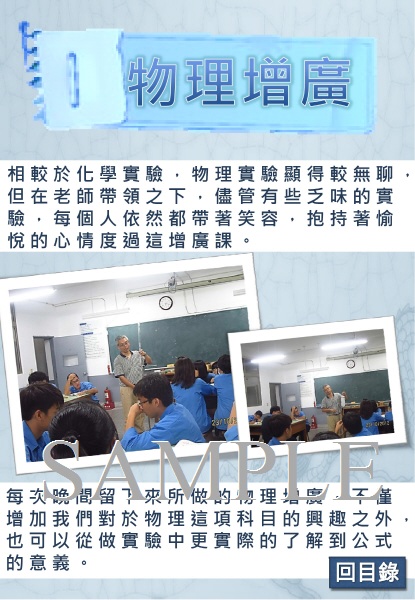 物理增廣
相較於化學實驗，物理實驗顯得較無聊，
但在老師帶領之下，儘管有些乏味的實
驗，每個人依然都帶著笑容，抱持著愉
悅的心情度過這增廣課。
SAMPLE
每次晚間留下來所做的物理增廣，不僅
增加我們對於物理這項科目的興趣之外，
也可以從做實驗中更實際的了解到公式
的意義。
回目錄